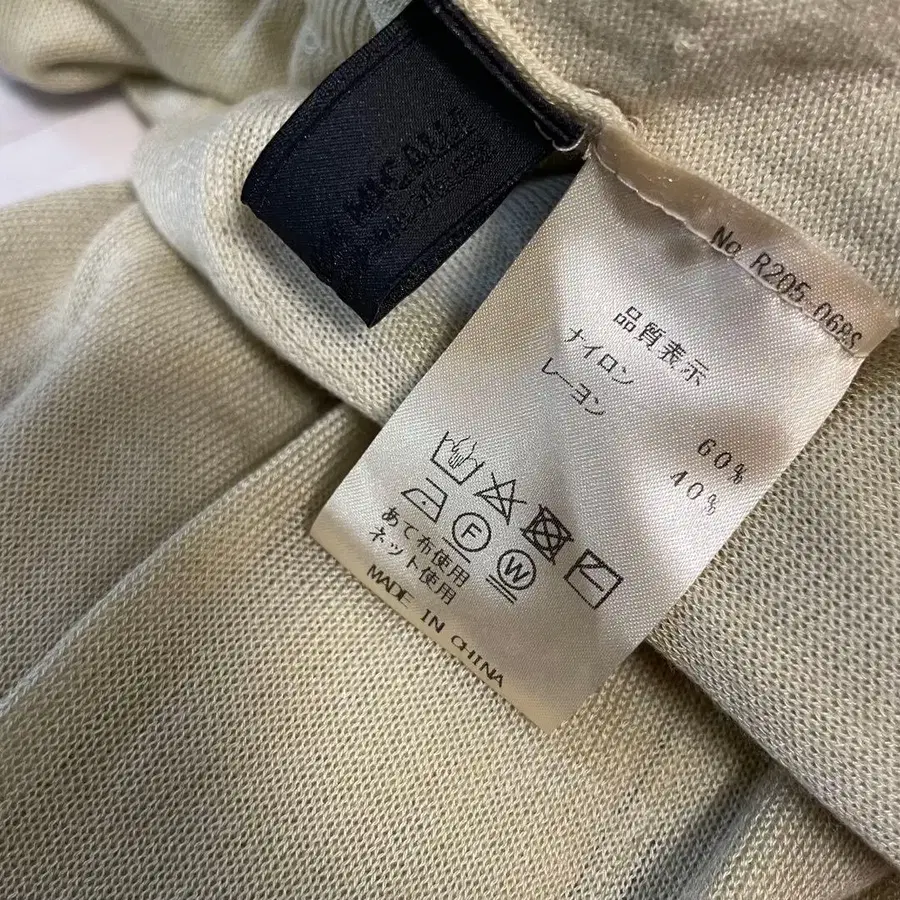 No R205-068S
品質表示
ナイロン 60%
レーヨン 40%
F
W
あて布使用
ネット使用
MADE IN CHINA